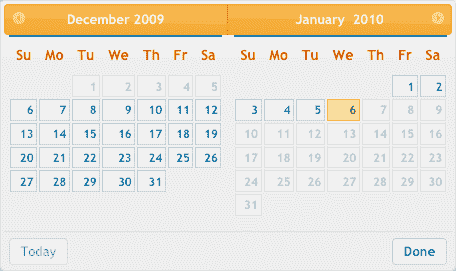 December 2009 January 2010
Su Mo Tu We Th Fr Sa Su Mo Tu We Th Fr Sa
1 2 3 4 5 1 2
6 7 8 9 10 11 12 3 4 5 6 7 8 9
13 14 15 16 17 18 19 10 11 12 13 14 15 16
20 21 22 23 24 25 26 17 18 19 20 21 22 23
27 28 29 30 31 24 25 26 27 28 29 30
31
Today Done